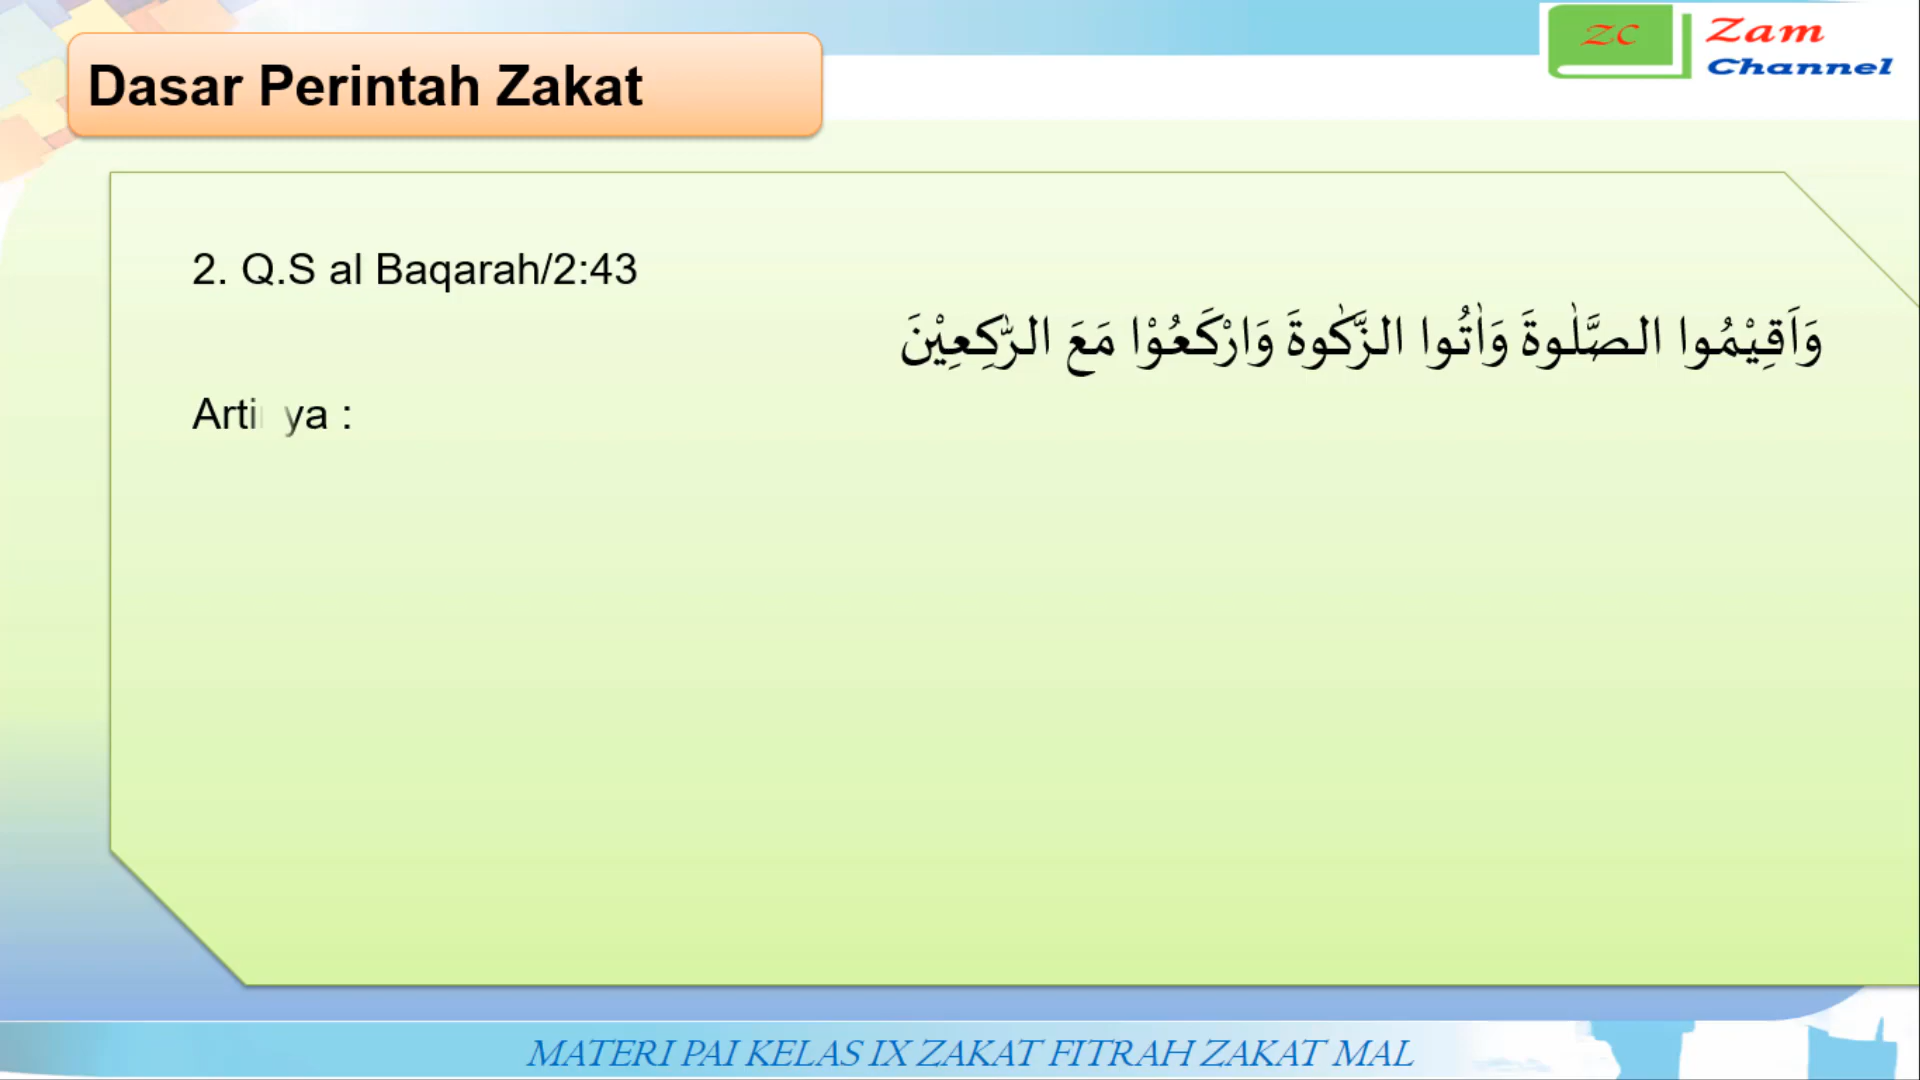 ZC
Zam
Channel
Dasar Perintah Zakat
2. Q.S al Baqarah/2:43
وَاَقِيْمُوا الصَّلٰوةَ وَاٰتُوا الزَّكٰوةَ وَارْكَعُوْا مَعَ الرّٰكِعِيْنَ
Arti ya :
MATERI PAI KELAS IX ZAKAT FITRAH ZAKAT MAL